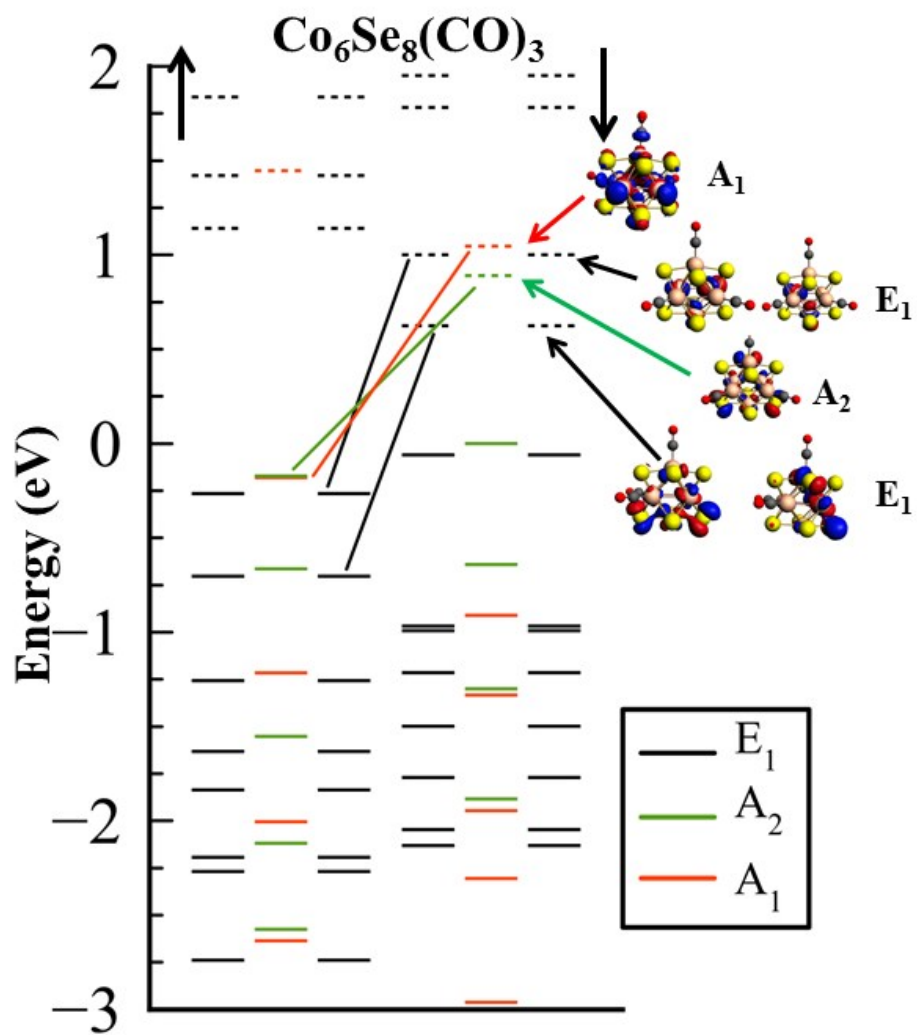 Co₆Se₈(CO)₃
Energy (eV)
2
1
0
−1
−2
−3
A₁
E₁
A₂
E₁
E₁
A₂
A₁